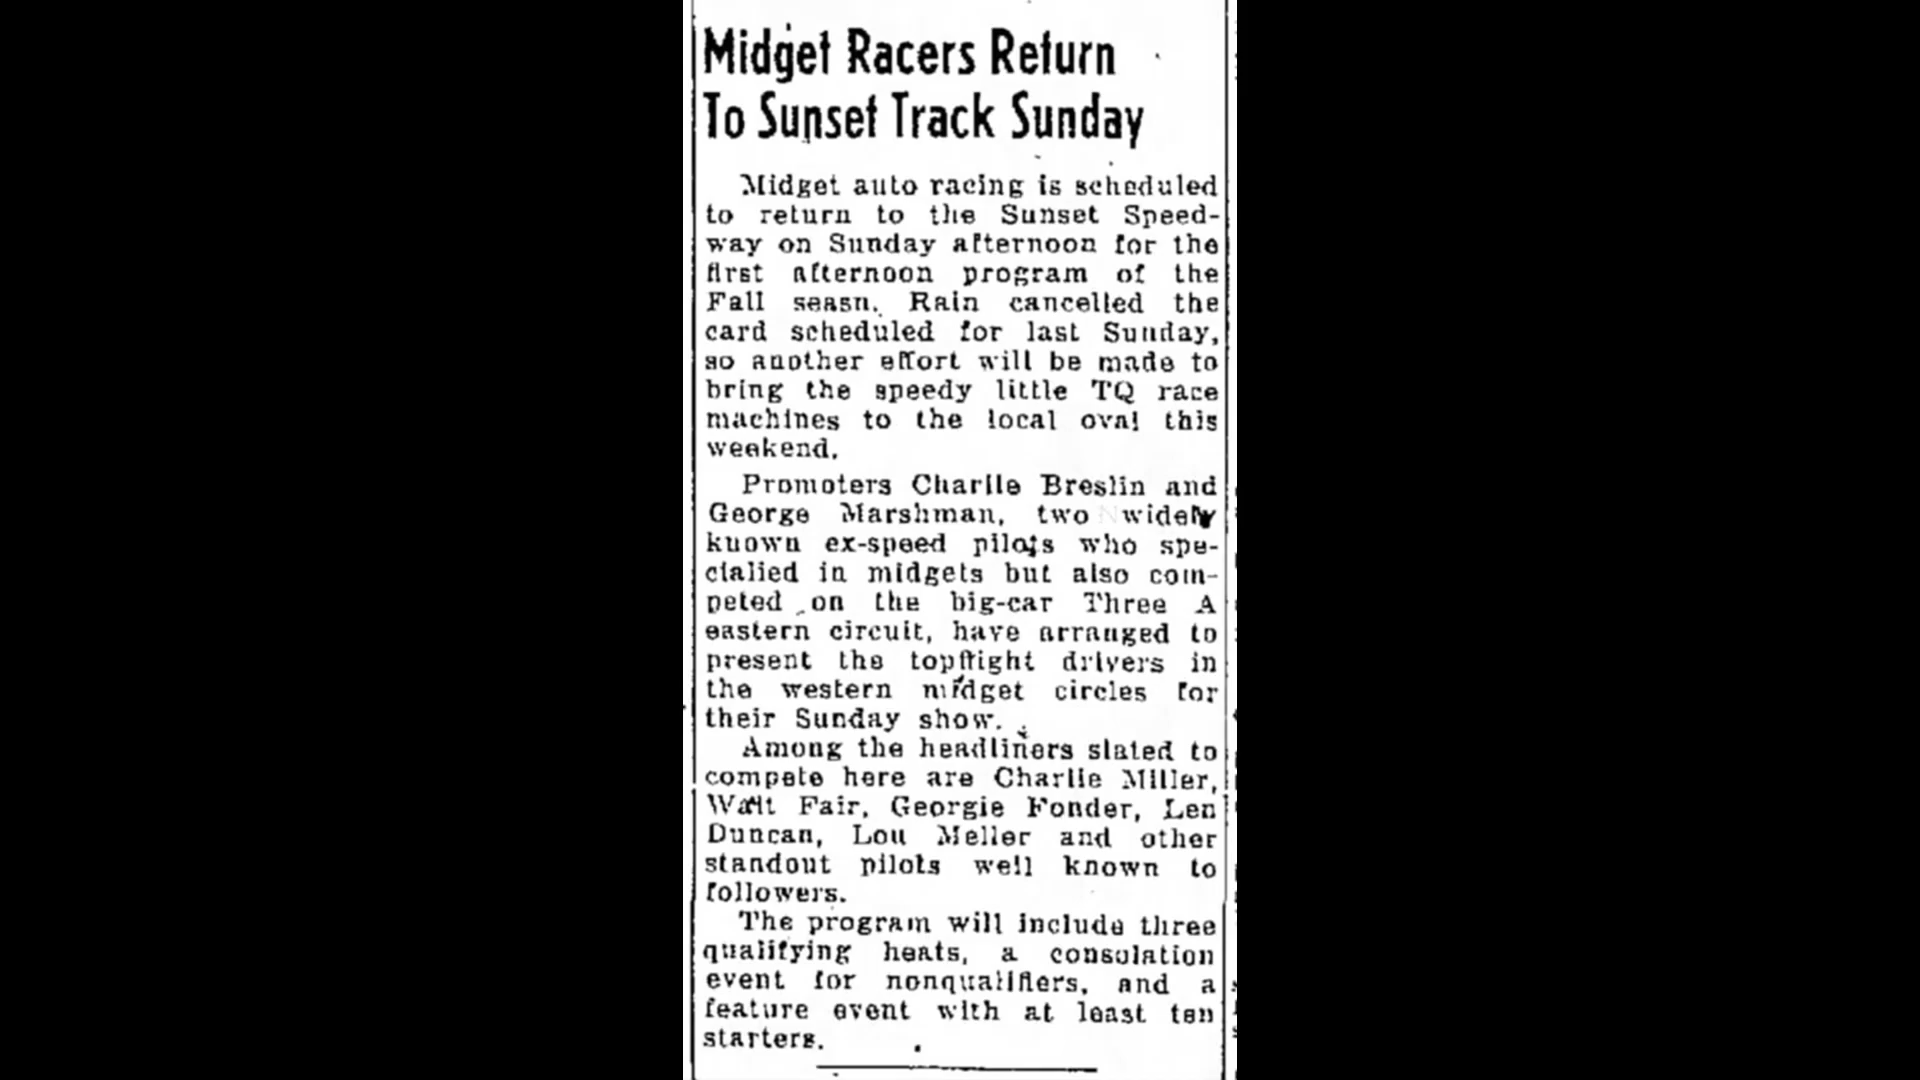 Midget Racers Return
To Sunset Track Sunday
Midget auto racing is scheduled
to return to the Sunset Speed-
way on Sunday afternoon for the
first afternoon program of the
Fall seasn. Rain cancelled the
card scheduled for last Sunday,
so another effort will be made to
bring the speedy little TQ race
machines to the local oval this
weekend.
Promoters Charlie Breslin and
George Marshman, two widely
known ex-speed pilots who spe-
cialied in midgets but also com-
peted on the big-car Three A
eastern circuit, have arranged to
present the topflight drivers in
the western midget circles for
their Sunday show.
Among the headliners slated to
compete here are Charlie Miller,
Walt Fair, Georgie Fonder, Len
Duncan, Lou Meller and other
standout pilots well known to
followers.
The program will include three
qualifying heats, a consolation
event for nonqualifiers, and a
feature event with at least ten
starters.